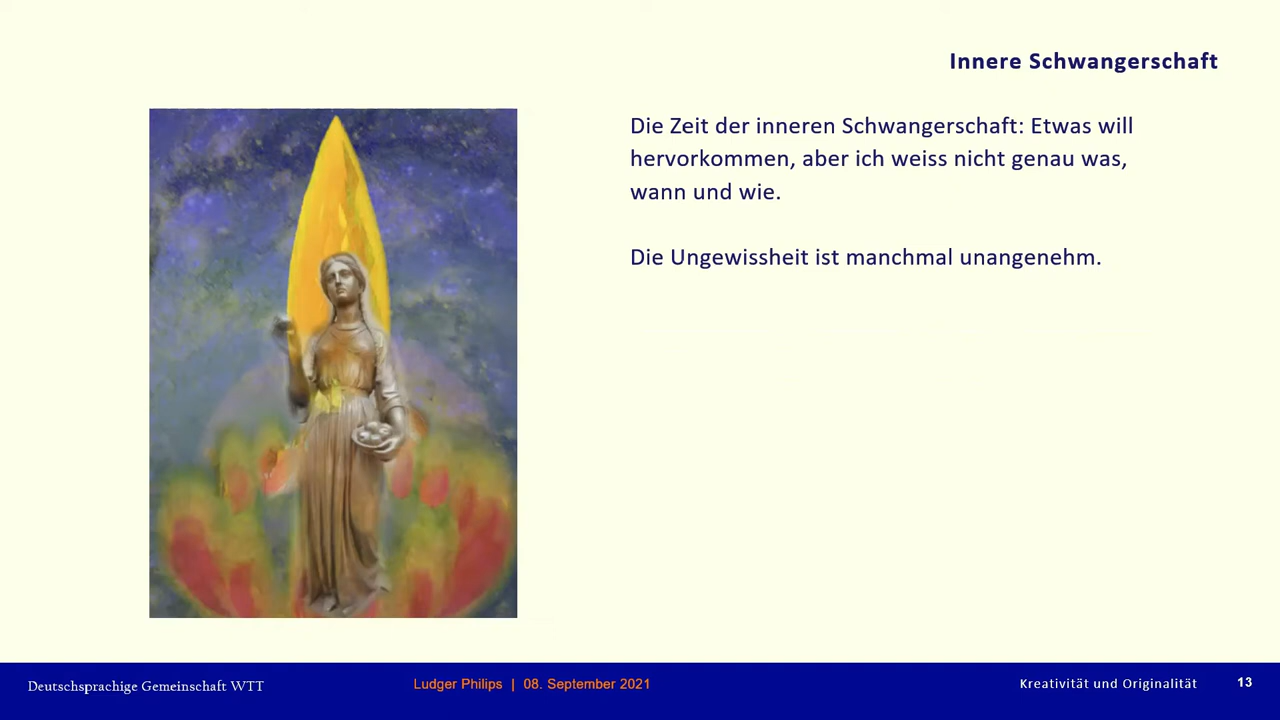 Innere Schwangerschaft
Die Zeit der inneren Schwangerschaft: Etwas will
hervorkommen, aber ich weiss nicht genau was,
wann und wie.
Die Ungewissheit ist manchmal unangenehm.
Deutschsprachige Gemeinschaft WTT
Ludger Philips | 08. September 2021
Kreativität und Originalität
13